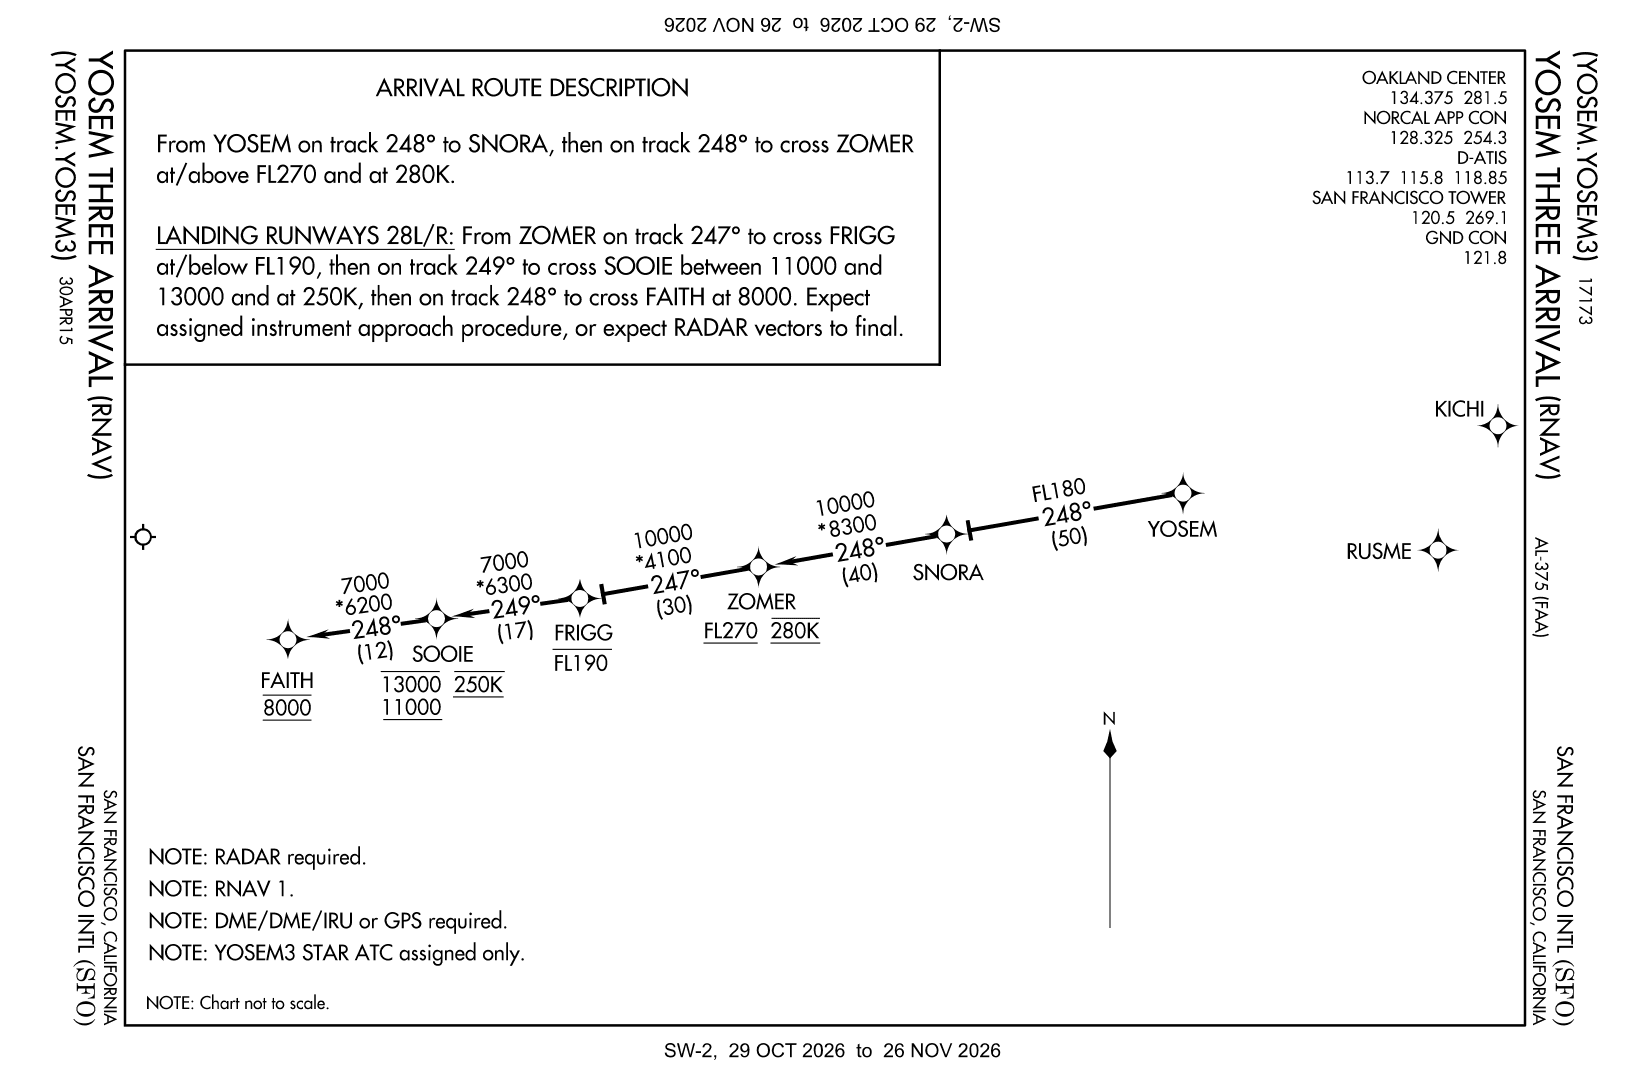 SW-2, 29 OCT 2026 to 26 NOV 2026
(YOSEM.YOSEM3) 30APR15
YOSEM THREE ARRIVAL (RNAV)
SAN FRANCISCO INTL (SFO)
SAN FRANCISCO, CALIFORNIA
ARRIVAL ROUTE DESCRIPTION
From YOSEM on track 248° to SNORA, then on track 248° to cross ZOMER
at/above FL270 and at 280K.
LANDING RUNWAYS 28L/R: From ZOMER on track 247° to cross FRIGG
at/below FL190, then on track 249° to cross SOOIE between 11000 and
13000 and at 250K, then on track 248° to cross FAITH at 8000. Expect
assigned instrument approach procedure, or expect RADAR vectors to final.
OAKLAND CENTER
134.375 281.5
NORCAL APP CON
128.325 254.3
D-ATIS
113.7 115.8 118.85
SAN FRANCISCO TOWER
120.5 269.1
GND CON
121.8
(YOSEM.YOSEM3) 17173
YOSEM THREE ARRIVAL (RNAV)
AL-375 (FAA)
SAN FRANCISCO INTL (SFO)
SAN FRANCISCO, CALIFORNIA
KICHI
RUSME
YOSEM
FL180
248°
(50)
SNORA
10000
*8300
248°
(40)
ZOMER
FL270 280K
10000
*4100
247°
(30)
FRIGG
FL190
7000
*6300
249°
(17)
SOOIE
13000 250K
11000
7000
*6200
248°
(12)
FAITH
8000
N
NOTE: RADAR required.
NOTE: RNAV 1.
NOTE: DME/DME/IRU or GPS required.
NOTE: YOSEM3 STAR ATC assigned only.
NOTE: Chart not to scale.
SW-2, 29 OCT 2026 to 26 NOV 2026